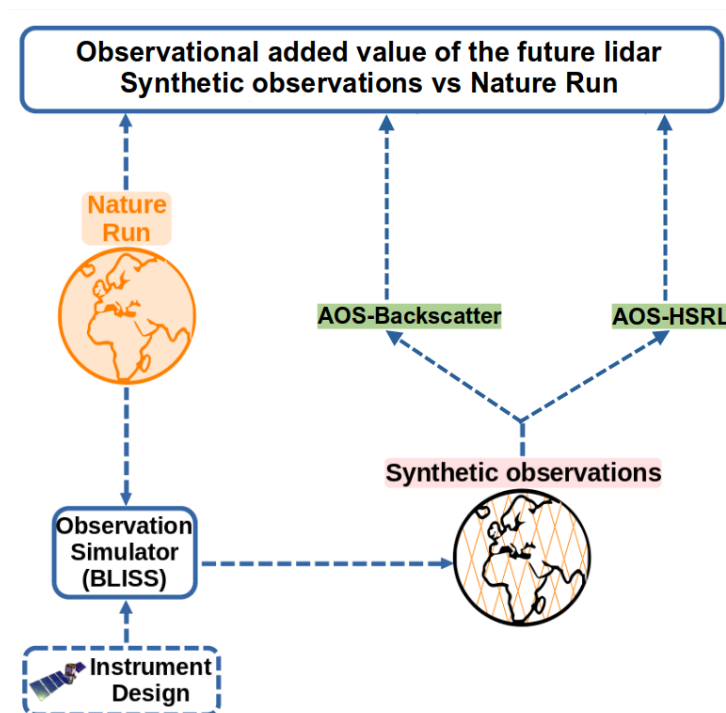 Observational added value of the future lidar
Synthetic observations vs Nature Run
Nature
Run
AOS-Backscatter
AOS-HSRL
Synthetic observations
Observation
Simulator
(BLISS)
Instrument
Design